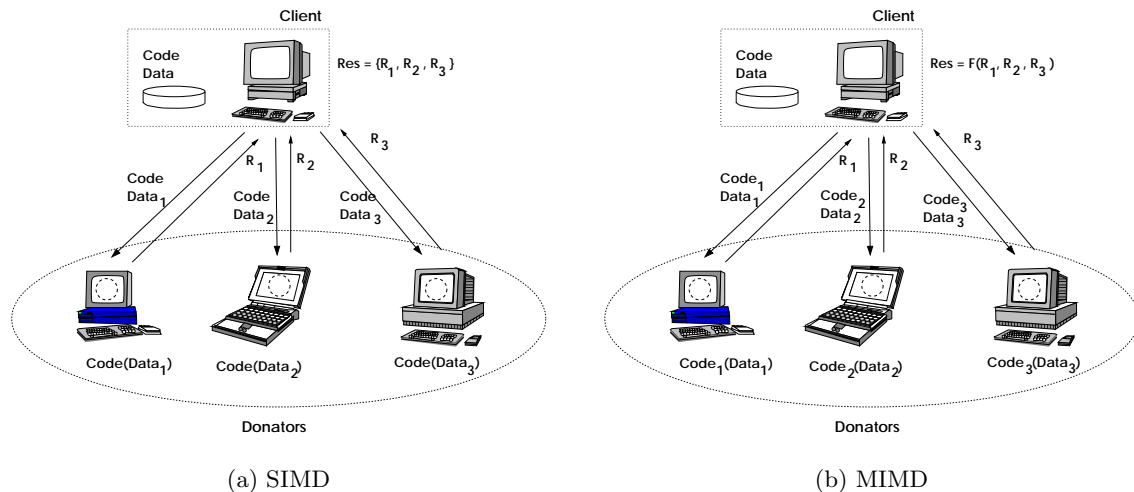 Client
Code
Data
Res = {R1, R2, R3 }
R1
R2
R3
Code
Data1
Code
Data2
Code
Data3
Code(Data1)
Code(Data2)
Code(Data3)
Donators
(a) SIMD
Client
Code
Data
Res = F(R1, R2, R3 )
R1
R2
R3
Code1
Data1
Code2
Data2
Code3
Data3
Code1(Data1)
Code2(Data2)
Code3(Data3)
Donators
(b) MIMD